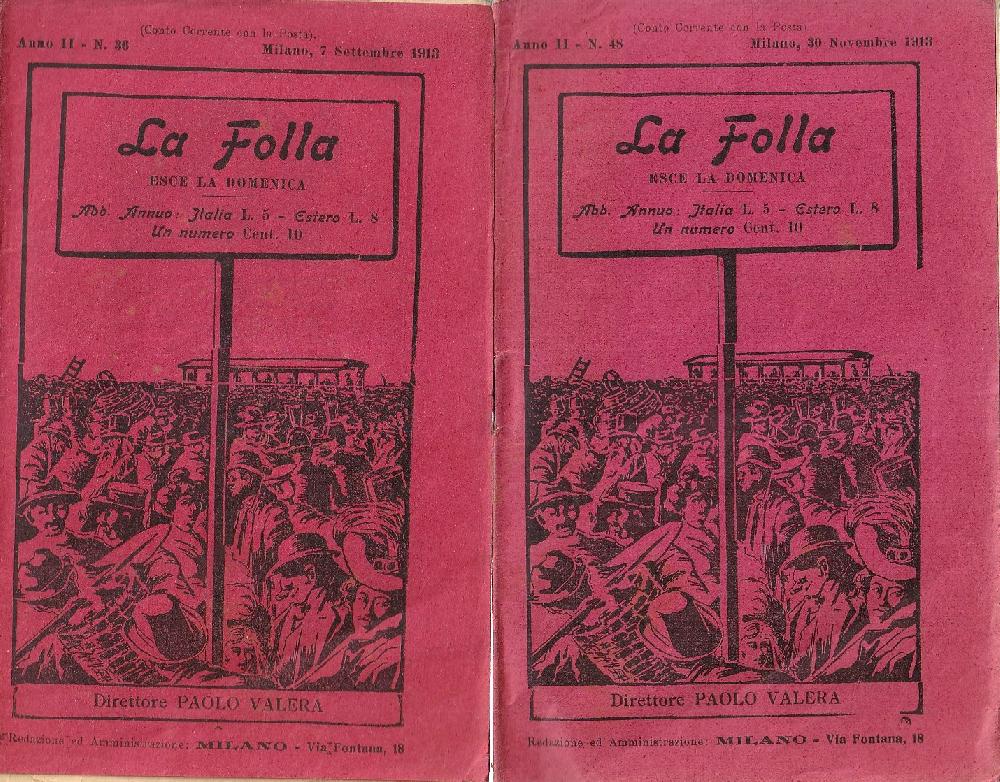 (Conto Corrente con la Posta).
Anno II - N. 36
Milano, 7 Settembre 1913
La Folla
ESCE LA DOMENICA
Abb. Annuo: Italia L. 5 - Estero L. 8
Un numero Cent. 10
Direttore PAOLO VALERA
Redazione ed Amministrazione: MILANO - Via Fontana, 18
(Conto Corrente con la Posta)
Anno II - N. 48
Milano, 30 Novembre 1913
La Folla
ESCE LA DOMENICA
Abb. Annuo: Italia L. 5 - Estero L. 8
Un numero Cent. 10
Direttore PAOLO VALERA
Redazione ed Amministrazione: MILANO - Via Fontana, 18